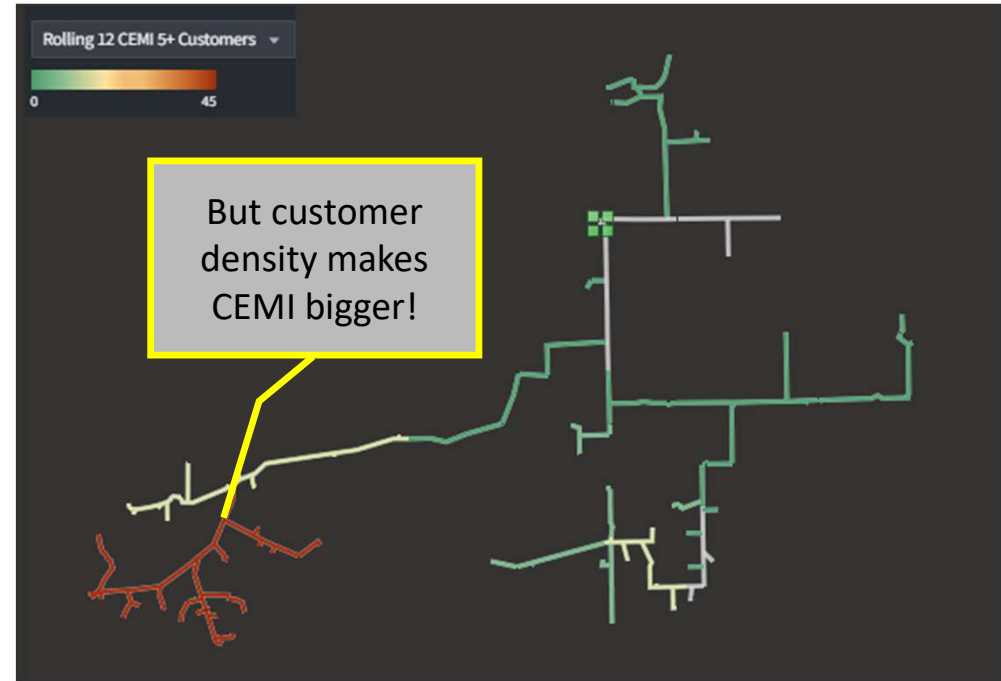 Rolling 12 CEMI 5+ Customers
0 45
But customer
density makes
CEMI bigger!